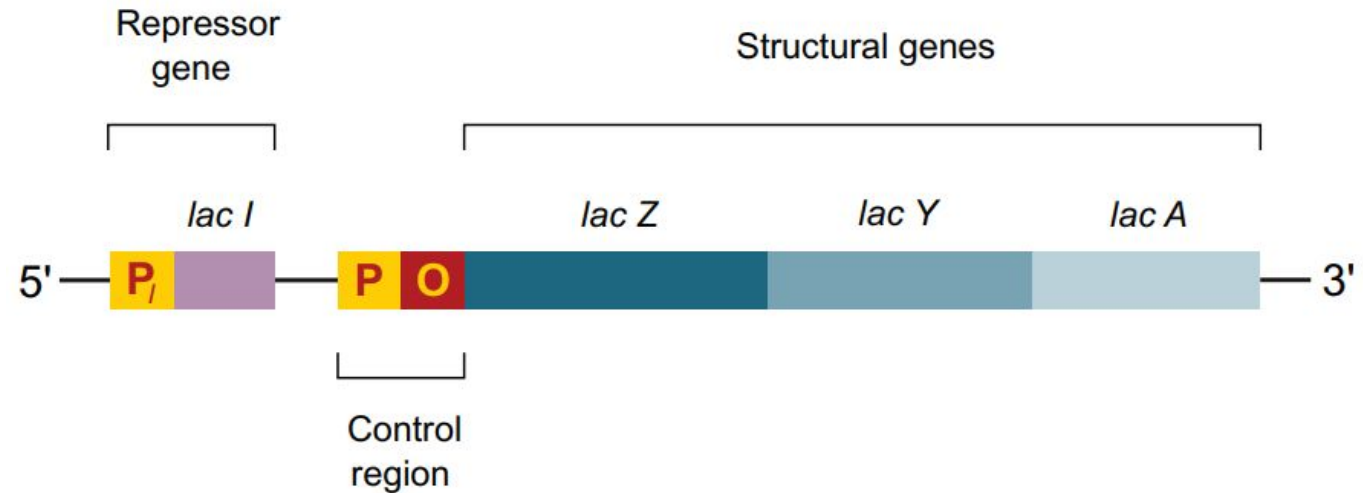 Repressor
gene
Structural genes
lac I
lac Z
lac Y
lac A
5'
PI
P
O
3'
Control
region